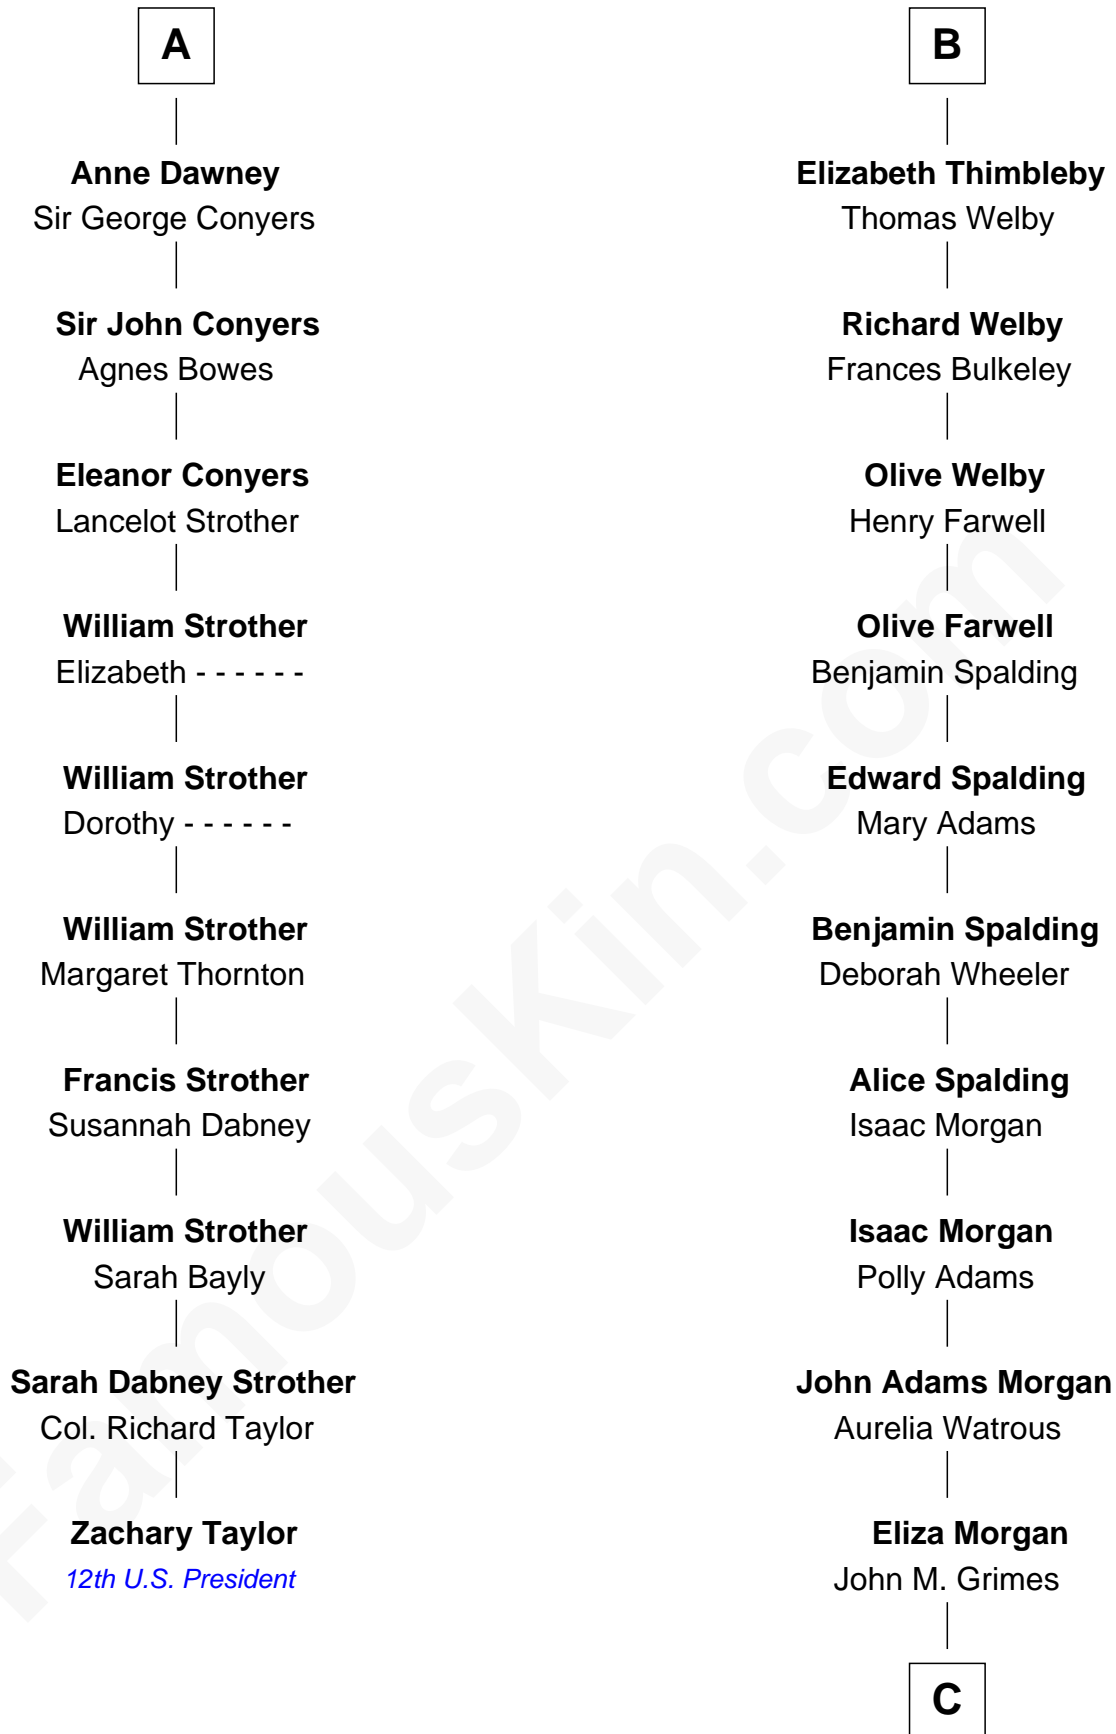 A
Anne Dawney
Sir George Conyers
Sir John Conyers
Agnes Bowes
Eleanor Conyers
Lancelot Strother
William Strother
Elizabeth - - - - - -
William Strother
Dorothy - - - - - -
William Strother
Margaret Thornton
Francis Strother
Susannah Dabney
William Strother
Sarah Bayly
Sarah Dabney Strother
Col. Richard Taylor
Zachary Taylor
12th U.S. President
B
Elizabeth Thimbleby
Thomas Welby
Richard Welby
Frances Bulkeley
Olive Welby
Henry Farwell
Olive Farwell
Benjamin Spalding
Edward Spalding
Mary Adams
Benjamin Spalding
Deborah Wheeler
Alice Spalding
Isaac Morgan
Isaac Morgan
Polly Adams
John Adams Morgan
Aurelia Watrous
Eliza Morgan
John M. Grimes
C
FamousKin.com